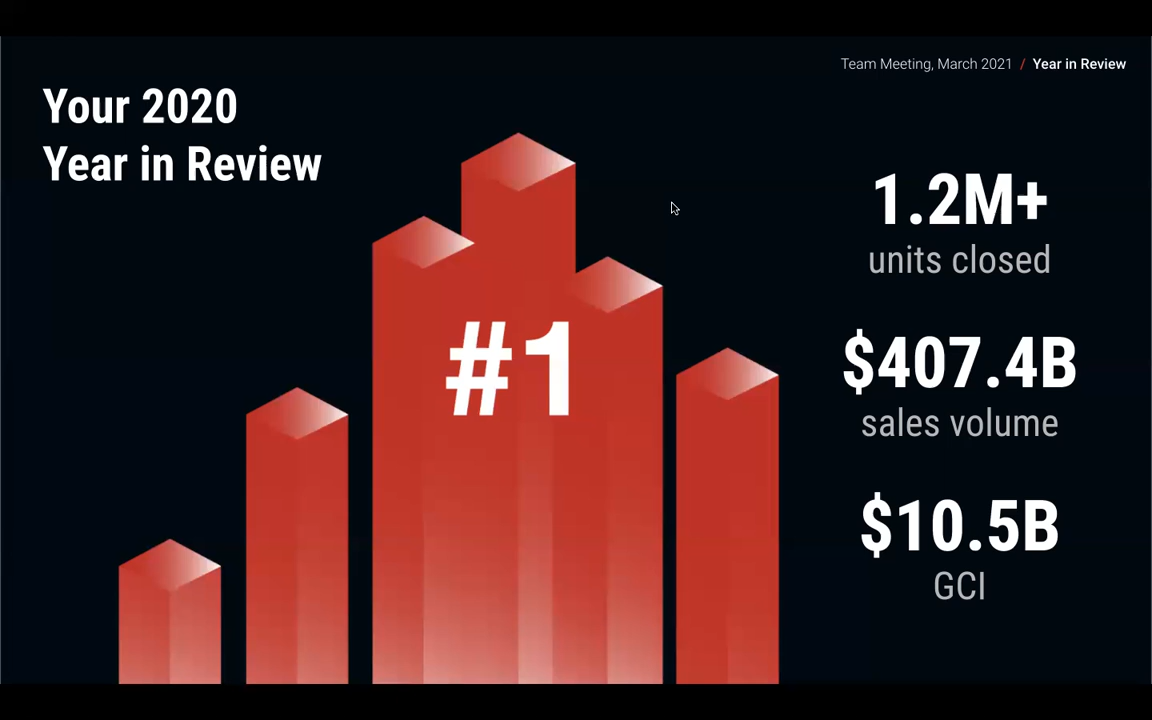 Team Meeting, March 2021 / Year in Review
Your 2020
Year in Review
#1
1.2M+
units closed
$407.4B
sales volume
$10.5B
GCI